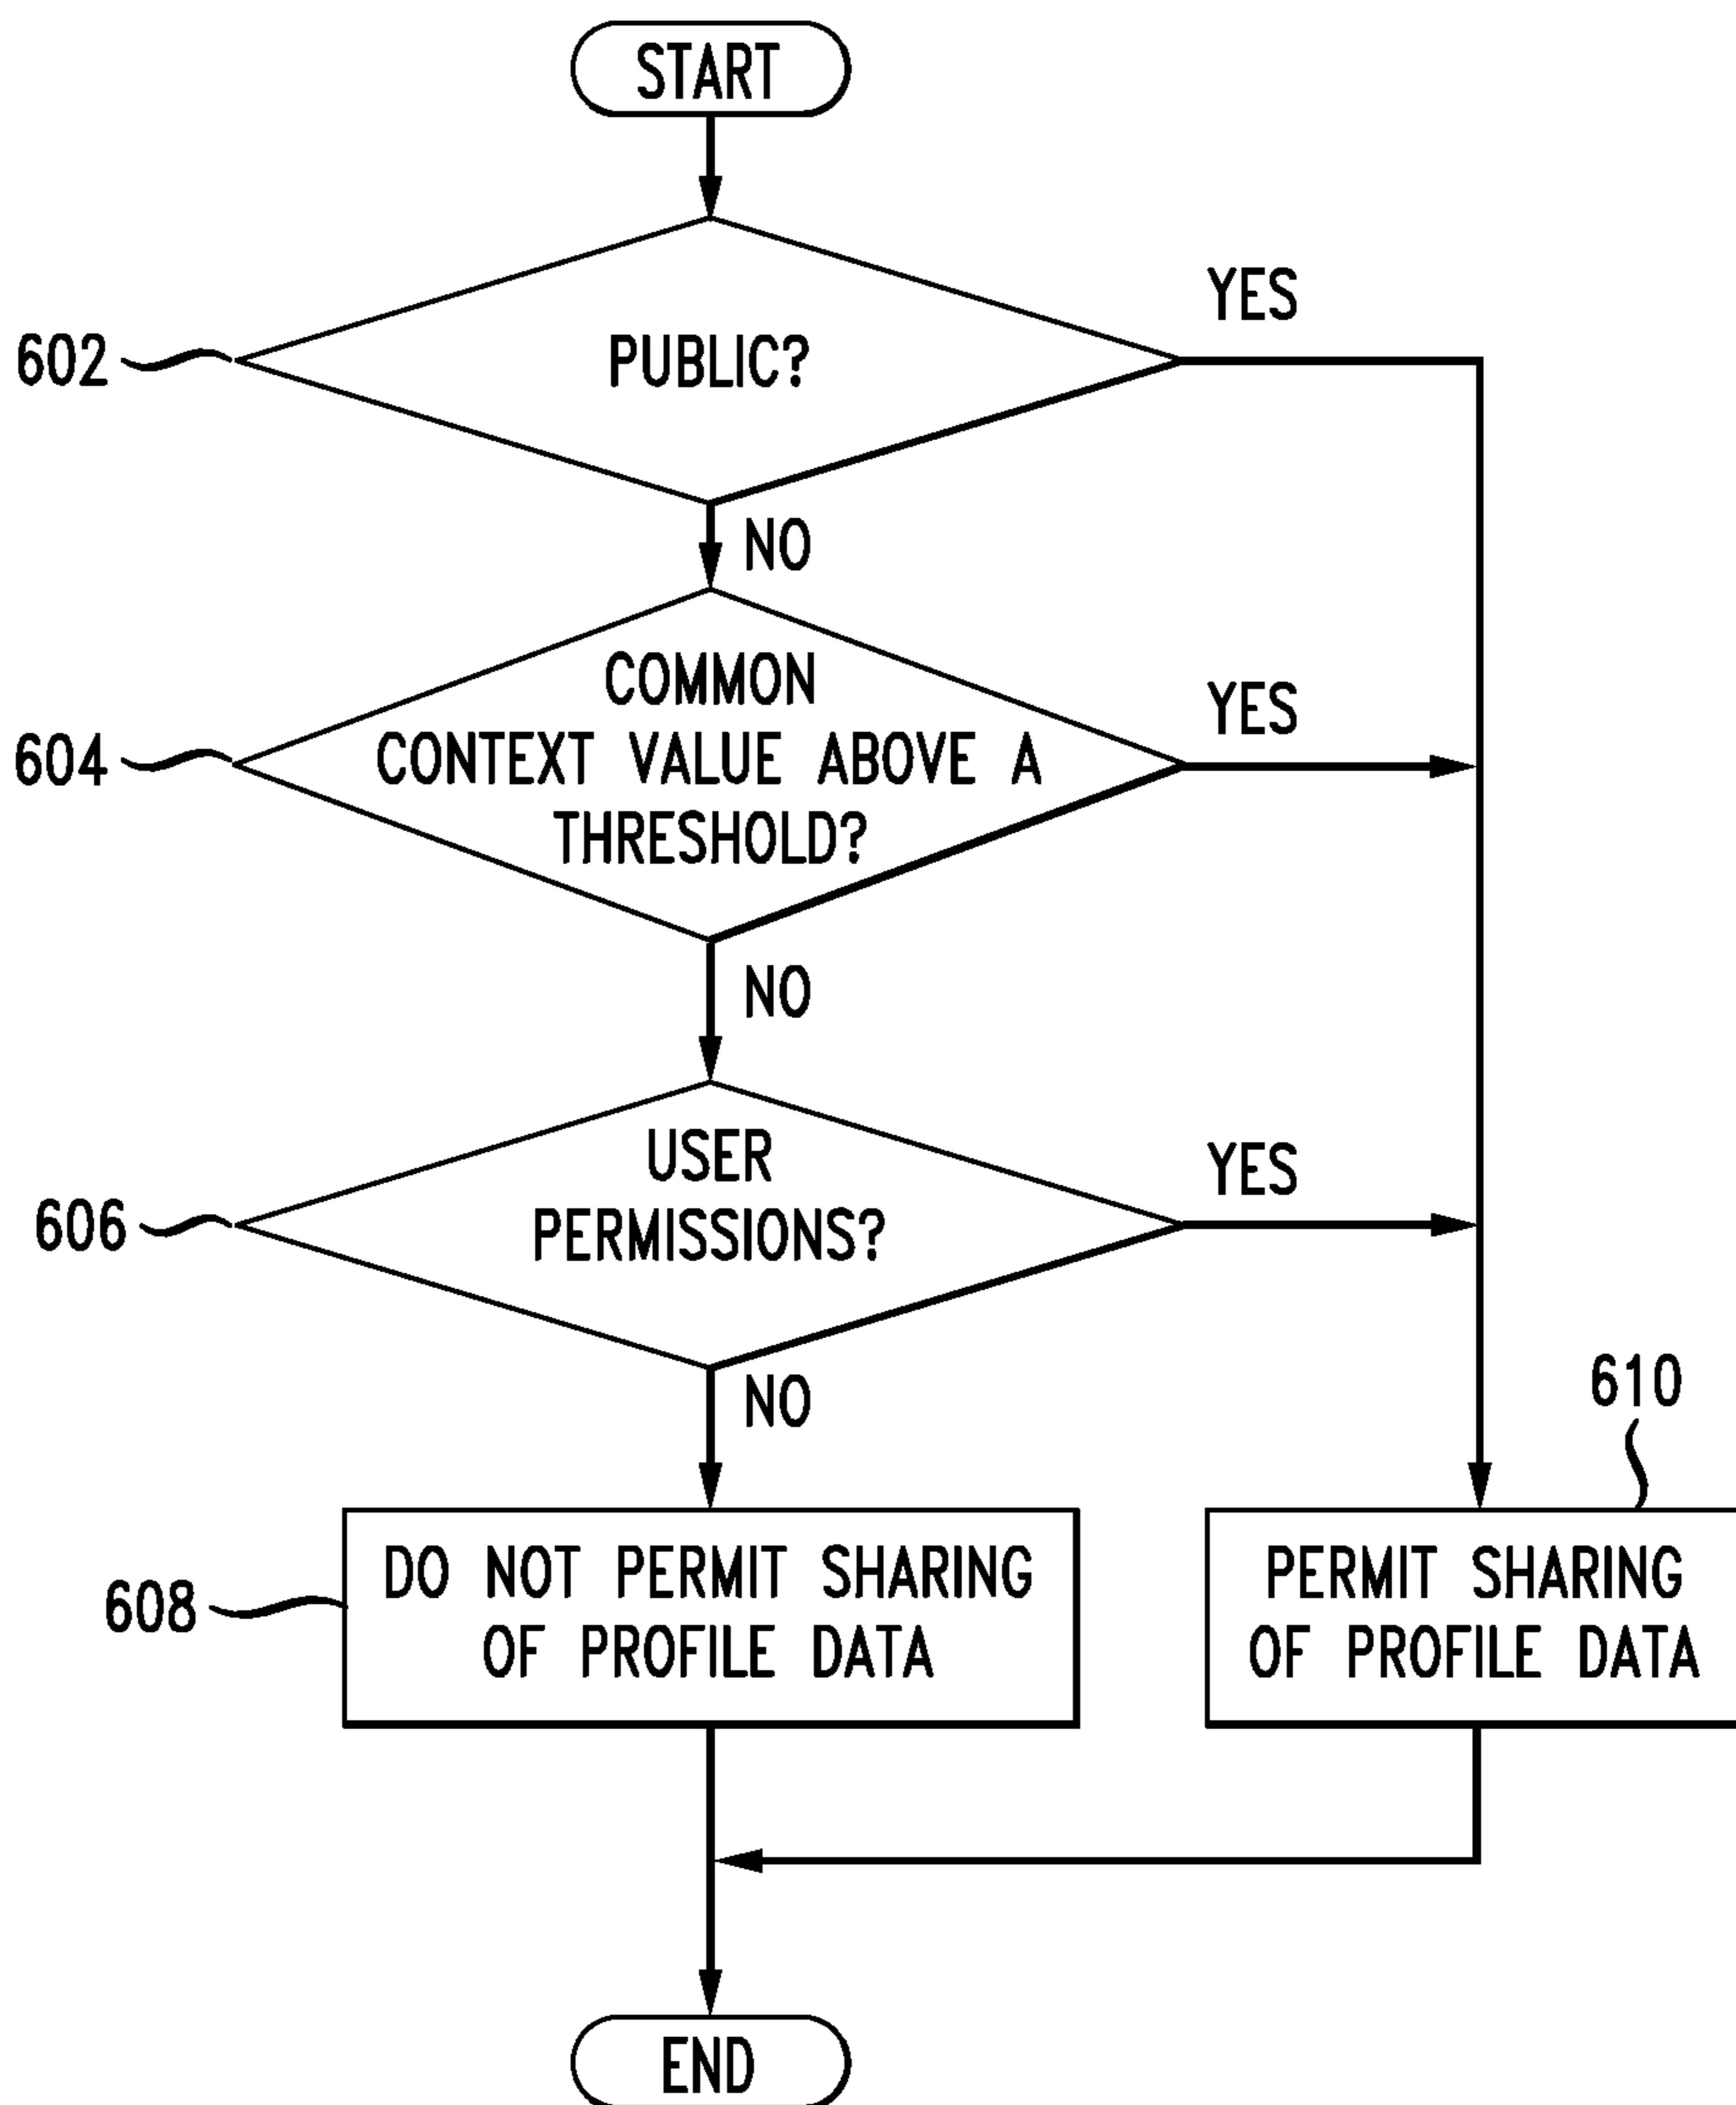 START
PUBLIC?
YES
602
NO
COMMON
CONTEXT VALUE ABOVE A
THRESHOLD?
YES
604
NO
USER
PERMISSIONS?
YES
606
NO
610
DO NOT PERMIT SHARING
OF PROFILE DATA
608
PERMIT SHARING
OF PROFILE DATA
END